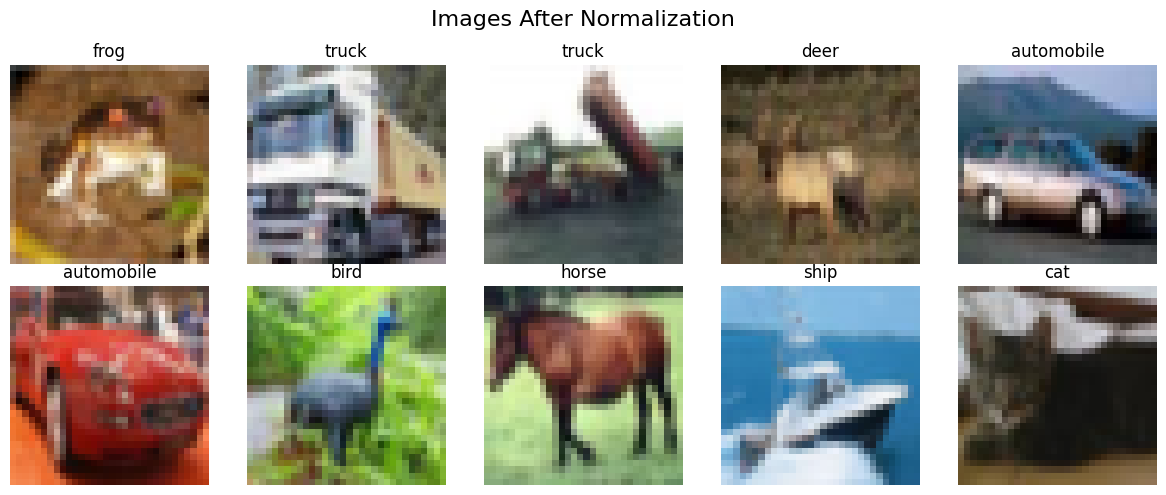 Images After Normalization
frog truck truck deer automobile
automobile bird horse ship cat